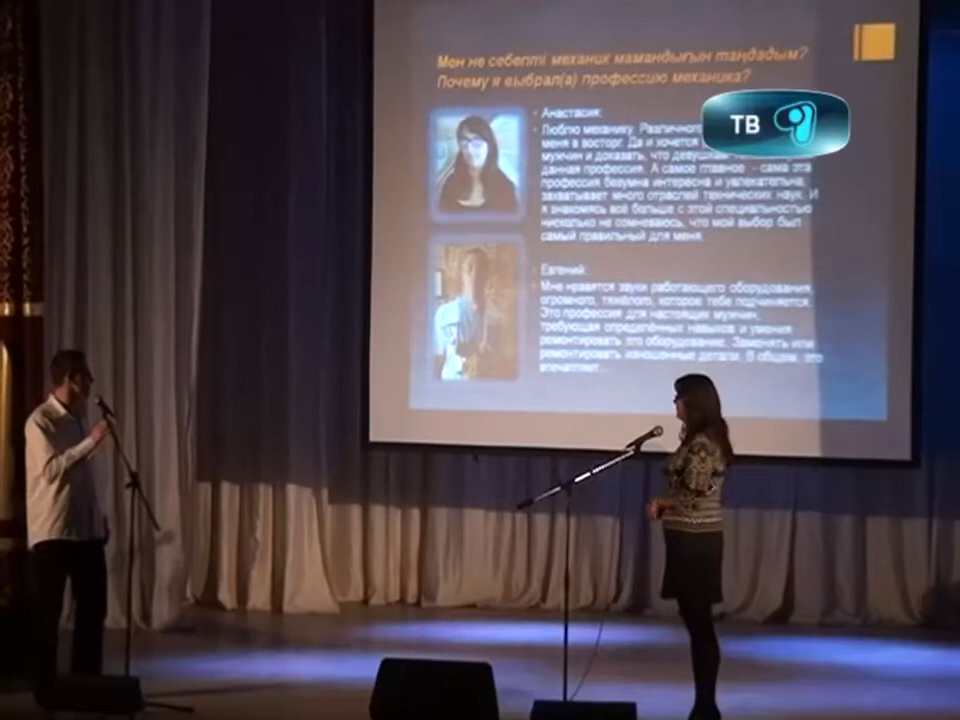 Мен не себепті механик мамандығын таңдадым?
Почему я выбрал(а) профессию механика?
ТВ
Анастасия:
Люблю механику. Различного
меня в восторг. Да и хочется
мужчин и доказать, что девушкам
данная профессия. А самое главное - сама эта
профессия безумна интересна и увлекательна,
захватывает много отраслей технических наук. И
я знакомясь всё больше с этой специальностью
нисколько не сомневаюсь, что мой выбор был
самый правильный для меня.
Евгений:
Мне нравятся звуки работающего оборудования,
огромного, тяжёлого, которое тебе подчиняется.
Это профессия для настоящих мужчин,
требующая определённых навыков и умения
ремонтировать это оборудование. Заменять или
ремонтировать изношенные детали. В общем, это
впечатляет.